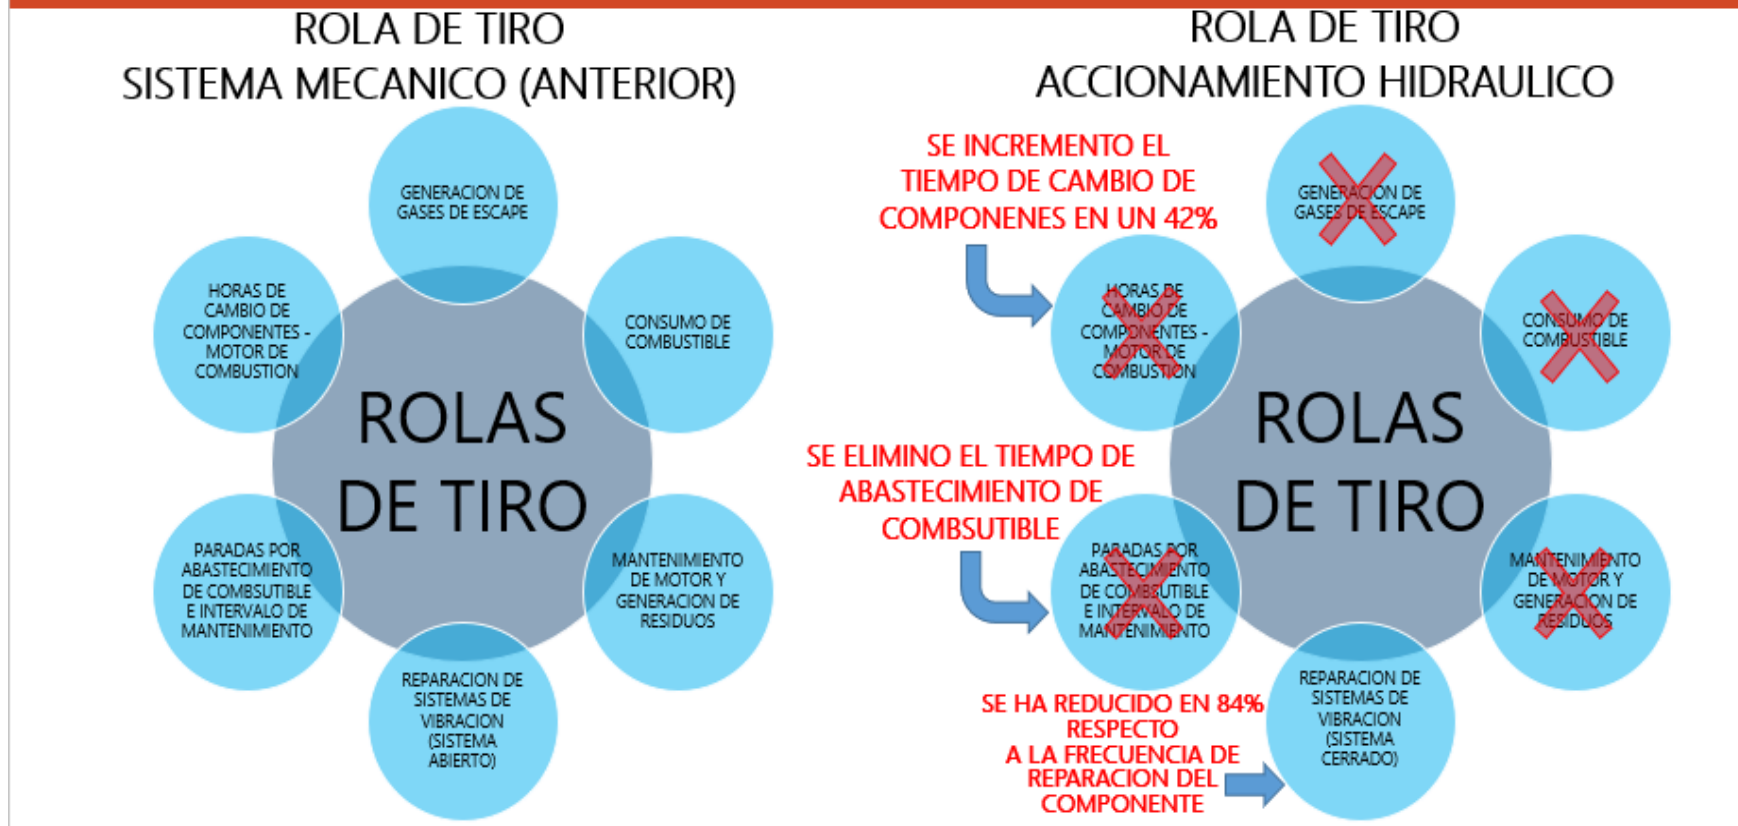 ROLA DE TIRO
SISTEMA MECANICO (ANTERIOR)
GENERACION DE
GASES DE ESCAPE
HORAS DE
CAMBIO DE
COMPONENTES -
MOTOR DE
COMBUSTION
CONSUMO DE
COMBUSTIBLE
ROLAS
DE TIRO
PARADAS POR
ABASTECIMIENTO
DE COMBSUTIBLE
E INTERVALO DE
MANTENIMIENTO
MANTENIMIENTO
DE MOTOR Y
GENERACION DE
RESIDUOS
REPARACION DE
SISTEMAS DE
VIBRACION
(SISTEMA
ABIERTO)
ROLA DE TIRO
ACCIONAMIENTO HIDRAULICO
SE INCREMENTO EL
TIEMPO DE CAMBIO DE
COMPONENES EN UN 42%
GENERACION DE
GASES DE ESCAPE
HORAS DE
CAMBIO DE
COMPONENTES -
MOTOR DE
COMBUSTION
CONSUMO DE
COMBUSTIBLE
ROLAS
DE TIRO
SE ELIMINO EL TIEMPO DE
ABASTECIMIENTO DE
COMBSUTIBLE
PARADAS POR
ABASTECIMIENTO
DE COMBSUTIBLE
E INTERVALO DE
MANTENIMIENTO
MANTENIMIENTO
DE MOTOR Y
GENERACION DE
RESIDUOS
SE HA REDUCIDO EN 84%
RESPECTO
A LA FRECUENCIA DE
REPARACION DEL
COMPONENTE
REPARACION DE
SISTEMAS DE
VIBRACION
(SISTEMA
CERRADO)